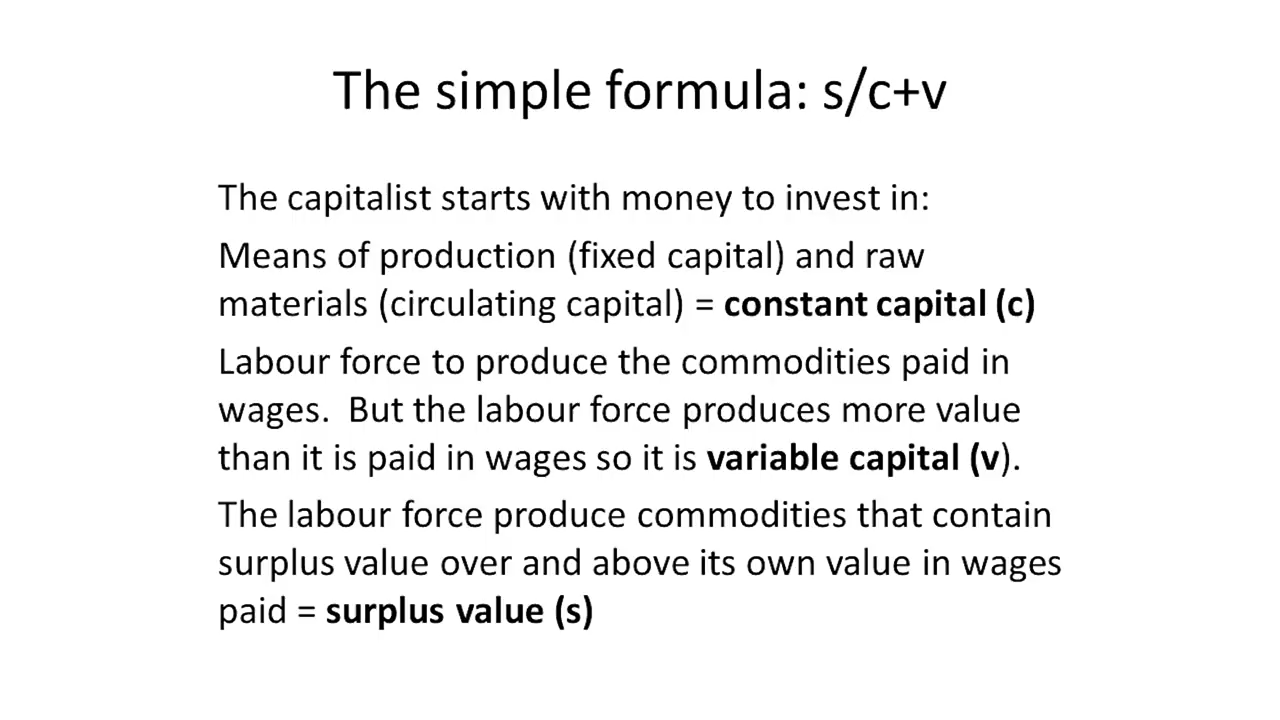 The simple formula: s/c+v
The capitalist starts with money to invest in:
Means of production (fixed capital) and raw
materials (circulating capital) = constant capital (c)
Labour force to produce the commodities paid in
wages.  But the labour force produces more value
than it is paid in wages so it is variable capital (v).
The labour force produce commodities that contain
surplus value over and above its own value in wages
paid = surplus value (s)